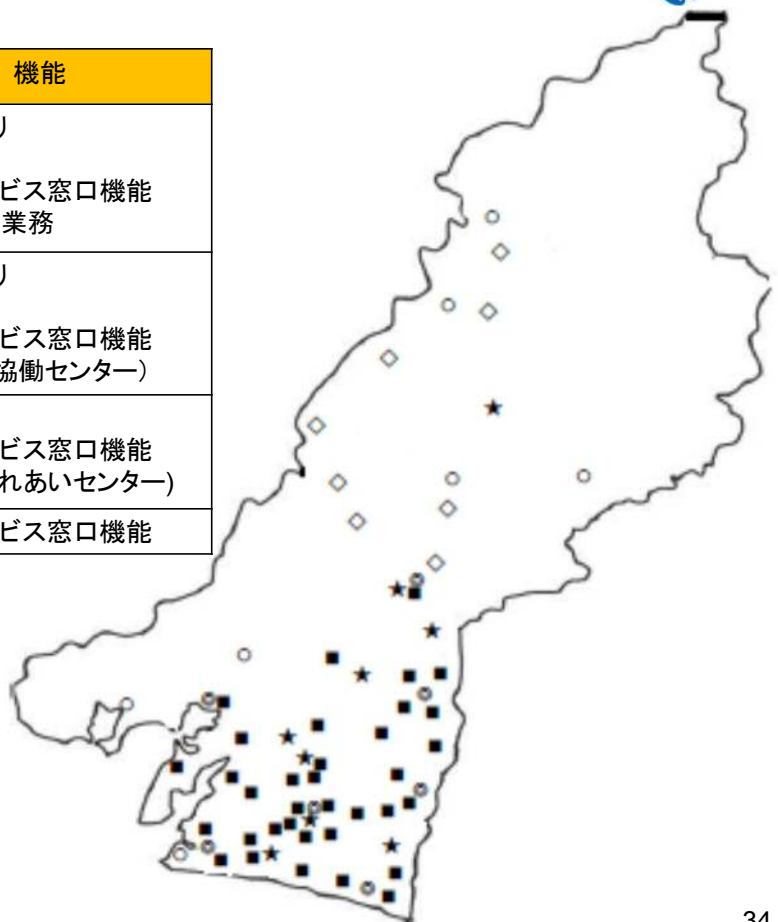 機能
り
ビス窓口機能
業務
り
ビス窓口機能
協働センター）
ビス窓口機能
れあいセンター)
ビス窓口機能
34